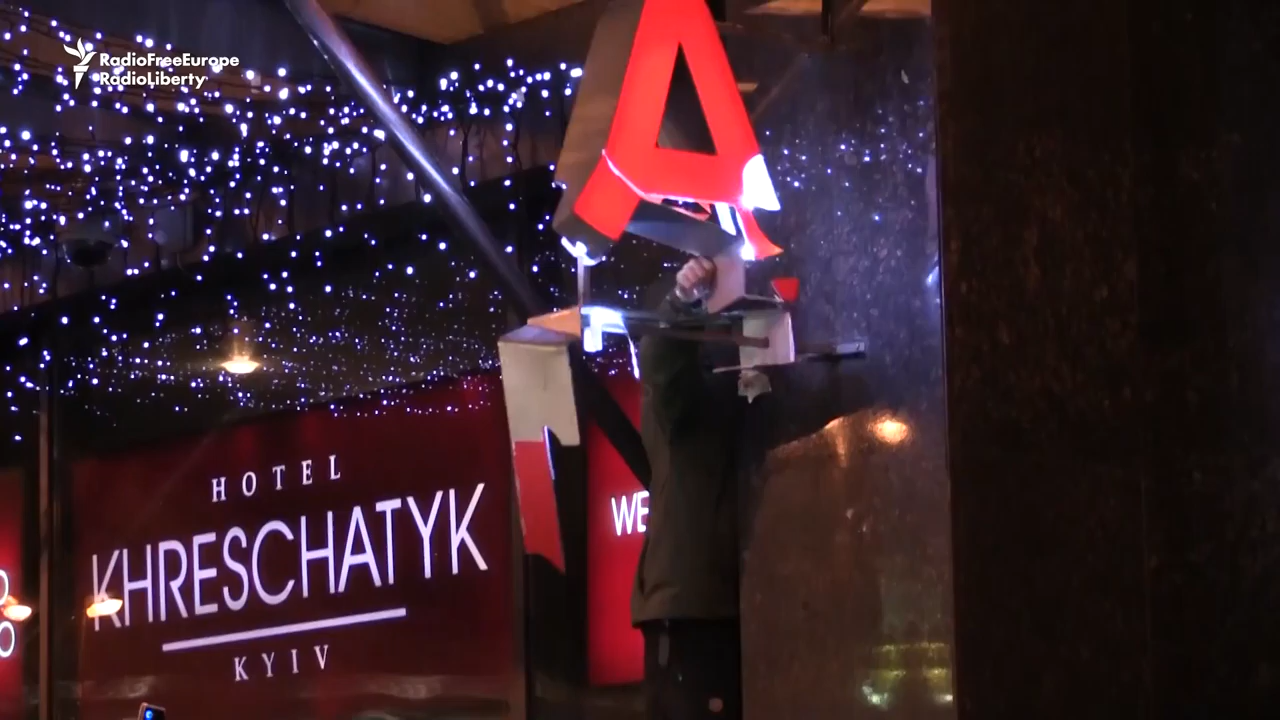 RadioFreeEurope
RadioLiberty
A
HOTEL
KHRESCHATYK
KYIV
WE
O